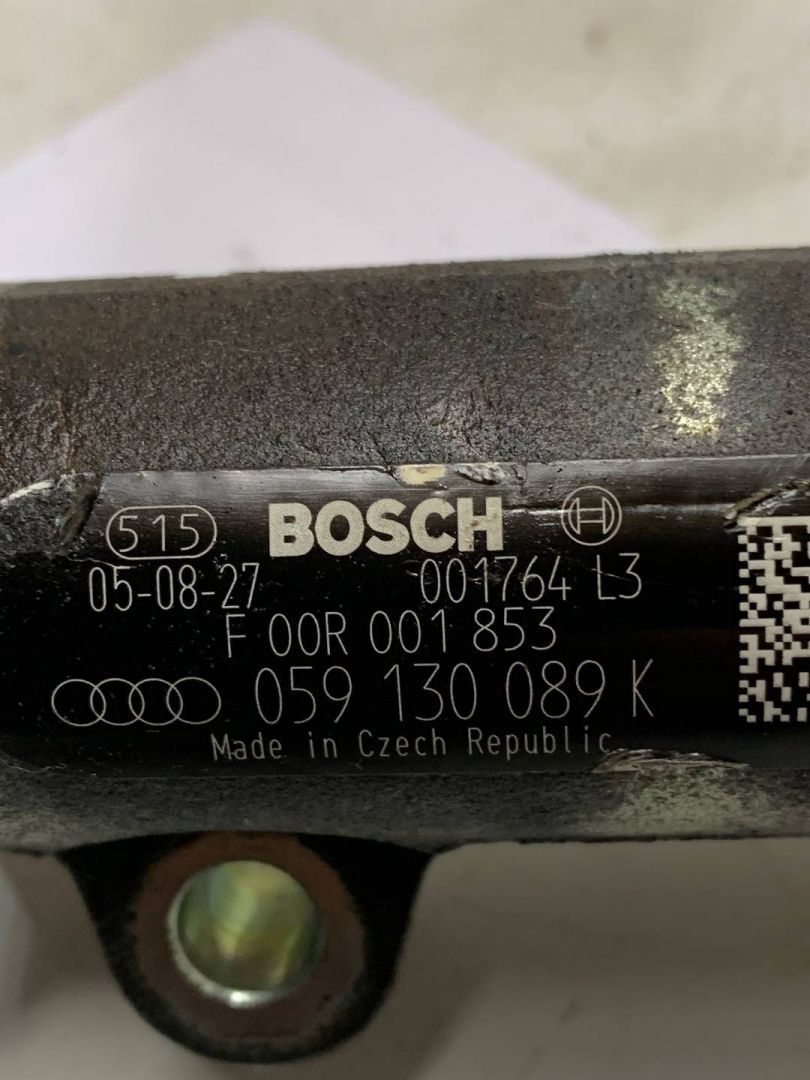 515 BOSCH
05-08-27 001764 L3
F 00R 001 853
059 130 089 K
Made in Czech Republic